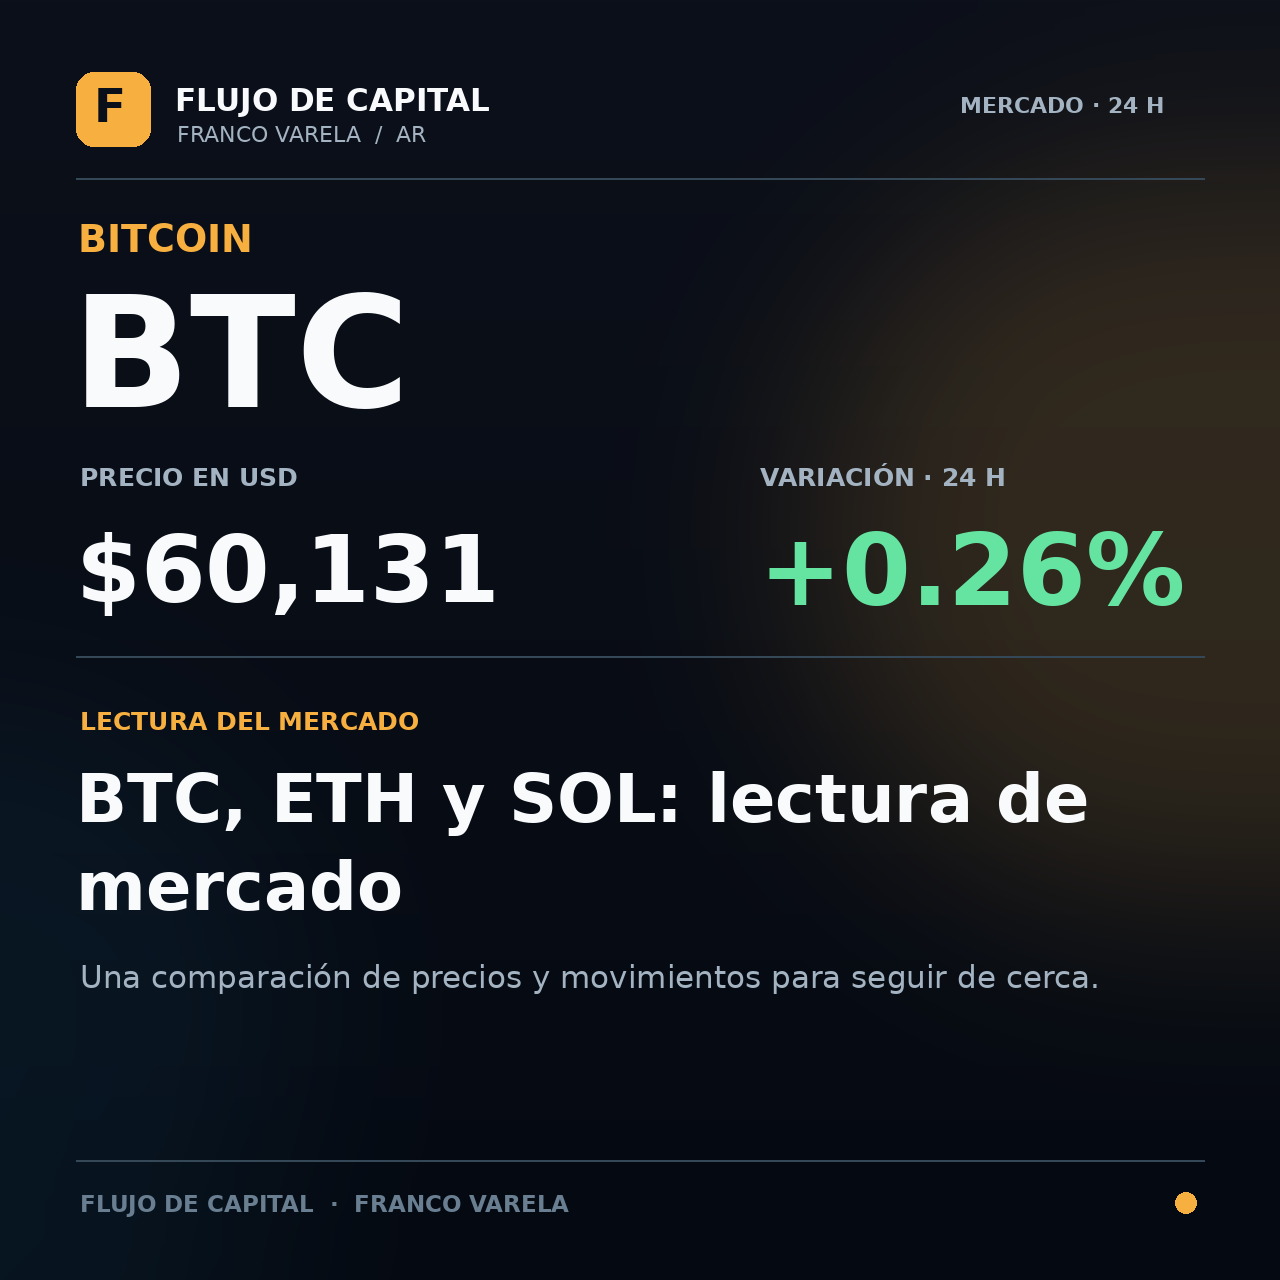 F
FLUJO DE CAPITAL
FRANCO VARELA / AR
MERCADO · 24 H
BITCOIN
BTC
PRECIO EN USD
VARIACIÓN · 24 H
$60,131
+0.26%
LECTURA DEL MERCADO
BTC, ETH y SOL: lectura de
mercado
Una comparación de precios y movimientos para seguir de cerca.
FLUJO DE CAPITAL · FRANCO VARELA